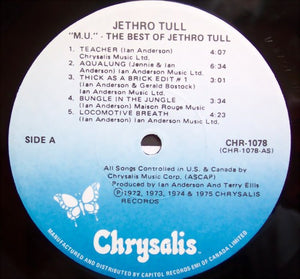 JETHRO TULL
"M.U." - THE BEST OF JETHRO TULL
1. TEACHER (Ian Anderson) 4:07
Chrysalis Music Ltd.
2. AQUALUNG (Jennie & Ian 6:34
Anderson) Ian Anderson Music Ltd.
3. THICK AS A BRICK EDIT #1 3:01
(Ian Anderson & Gerald Bostock)
Ian Anderson Music Ltd.
4. BUNGLE IN THE JUNGLE 3:34
(Ian Anderson) Maison Rouge Music
5. LOCOMOTIVE BREATH 4:23
(Ian Anderson)
Ian Anderson Music Ltd.
SIDE A
CHR-1078
(CHR-1078-AS)
All Songs Controlled in U.S. & Canada by
Chrysalis Music Corp. (ASCAP)
Produced by Ian Anderson And Terry Ellis
Ⓟ1972, 1973, 1974 & 1975 CHRYSALIS
RECORDS
Chrysalis
MANUFACTURED AND DISTRIBUTED BY CAPITOL RECORDS-EMI OF CANADA LIMITED